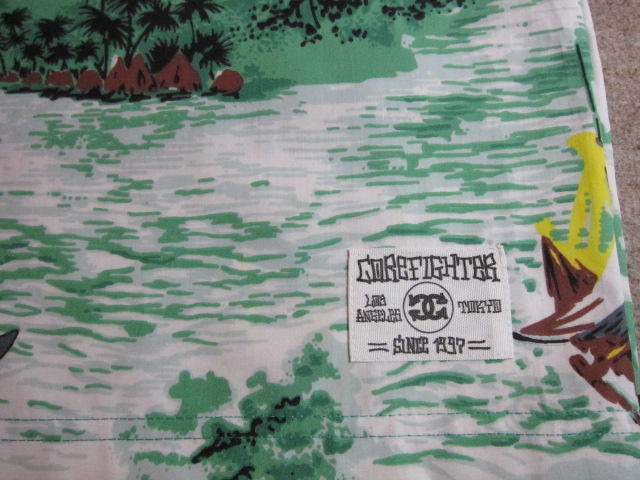 COREFIGHTER
LOS
ANGELES
TOKYO
SINCE 1997